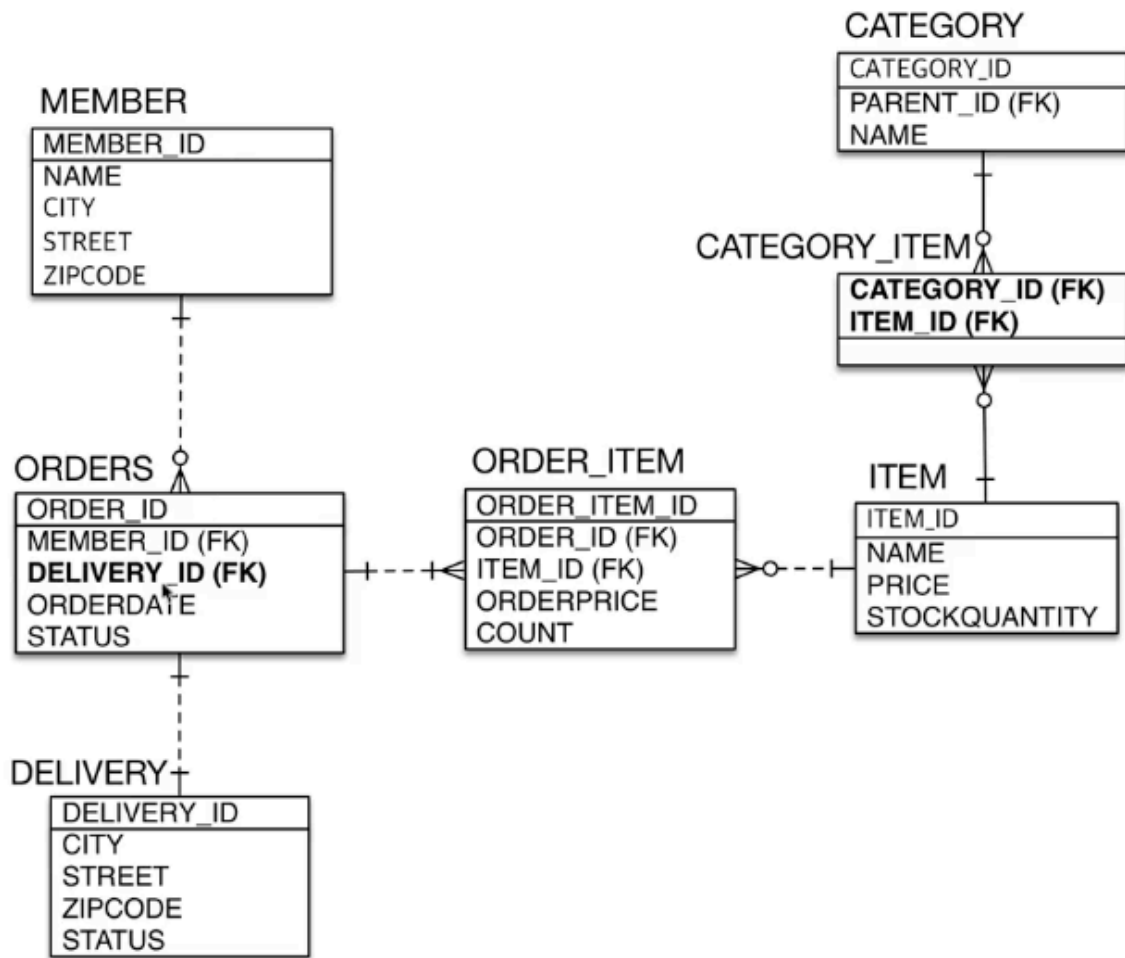 CATEGORY
CATEGORY_ID
PARENT_ID (FK)
NAME
MEMBER
MEMBER_ID
NAME
CITY
STREET
ZIPCODE
CATEGORY_ITEM
CATEGORY_ID (FK)
ITEM_ID (FK)
ORDERS
ORDER_ID
MEMBER_ID (FK)
DELIVERY_ID (FK)
ORDERDATE
STATUS
ORDER_ITEM
ORDER_ITEM_ID
ORDER_ID (FK)
ITEM_ID (FK)
ORDERPRICE
COUNT
ITEM
ITEM_ID
NAME
PRICE
STOCKQUANTITY
DELIVERY
DELIVERY_ID
CITY
STREET
ZIPCODE
STATUS